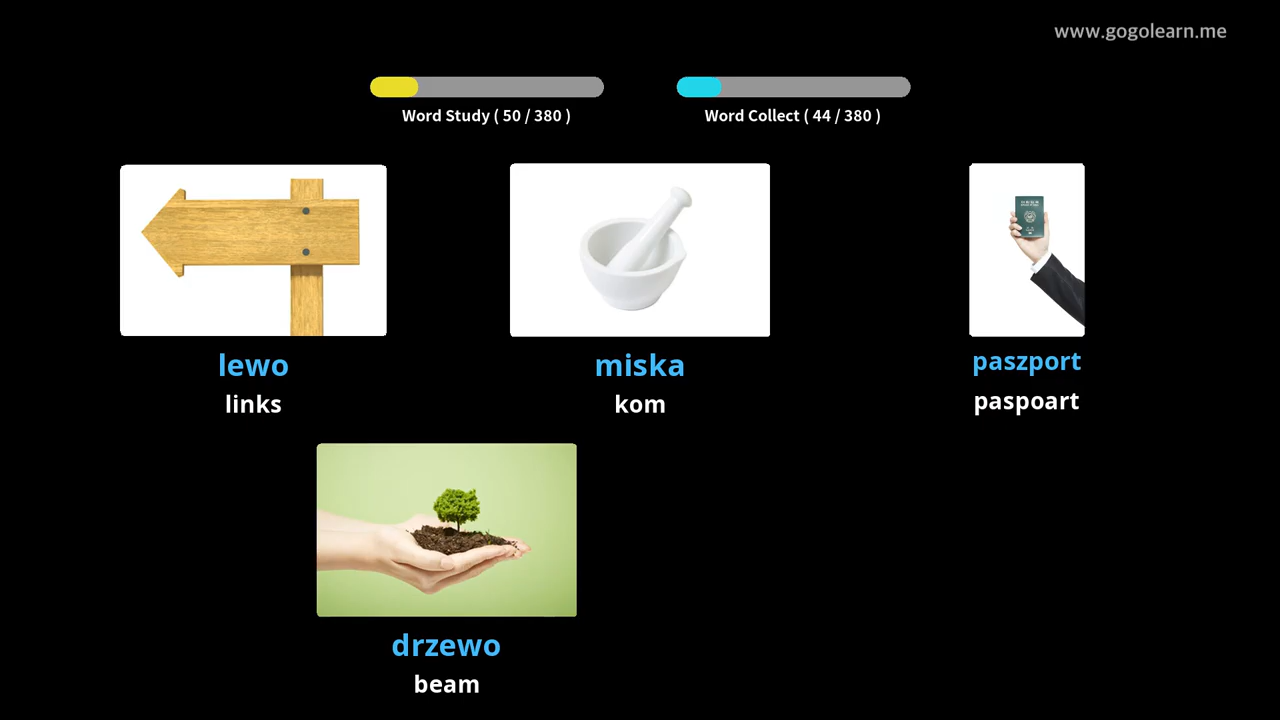 www.gogolearn.me
Word Study ( 50 / 380 )
Word Collect ( 44 / 380 )
lewo
links
miska
kom
paszport
paspoart
drzewo
beam